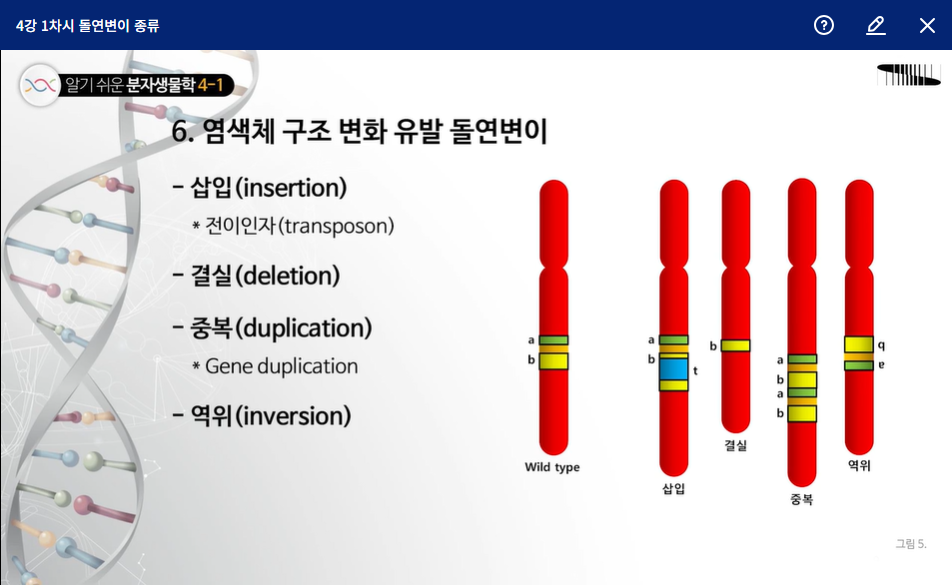 4강 1차시 돌연변이 종류
알기 쉬운 분자생물학 4-1
6. 염색체 구조 변화 유발 돌연변이
- 삽입(insertion)
* 전이인자(transposon)
- 결실(deletion)
- 중복(duplication)
* Gene duplication
- 역위(inversion)
a
b
Wild type
a
b
t
삽입
b
결실
a
b
a
b
중복
b
a
역위
그림 5.